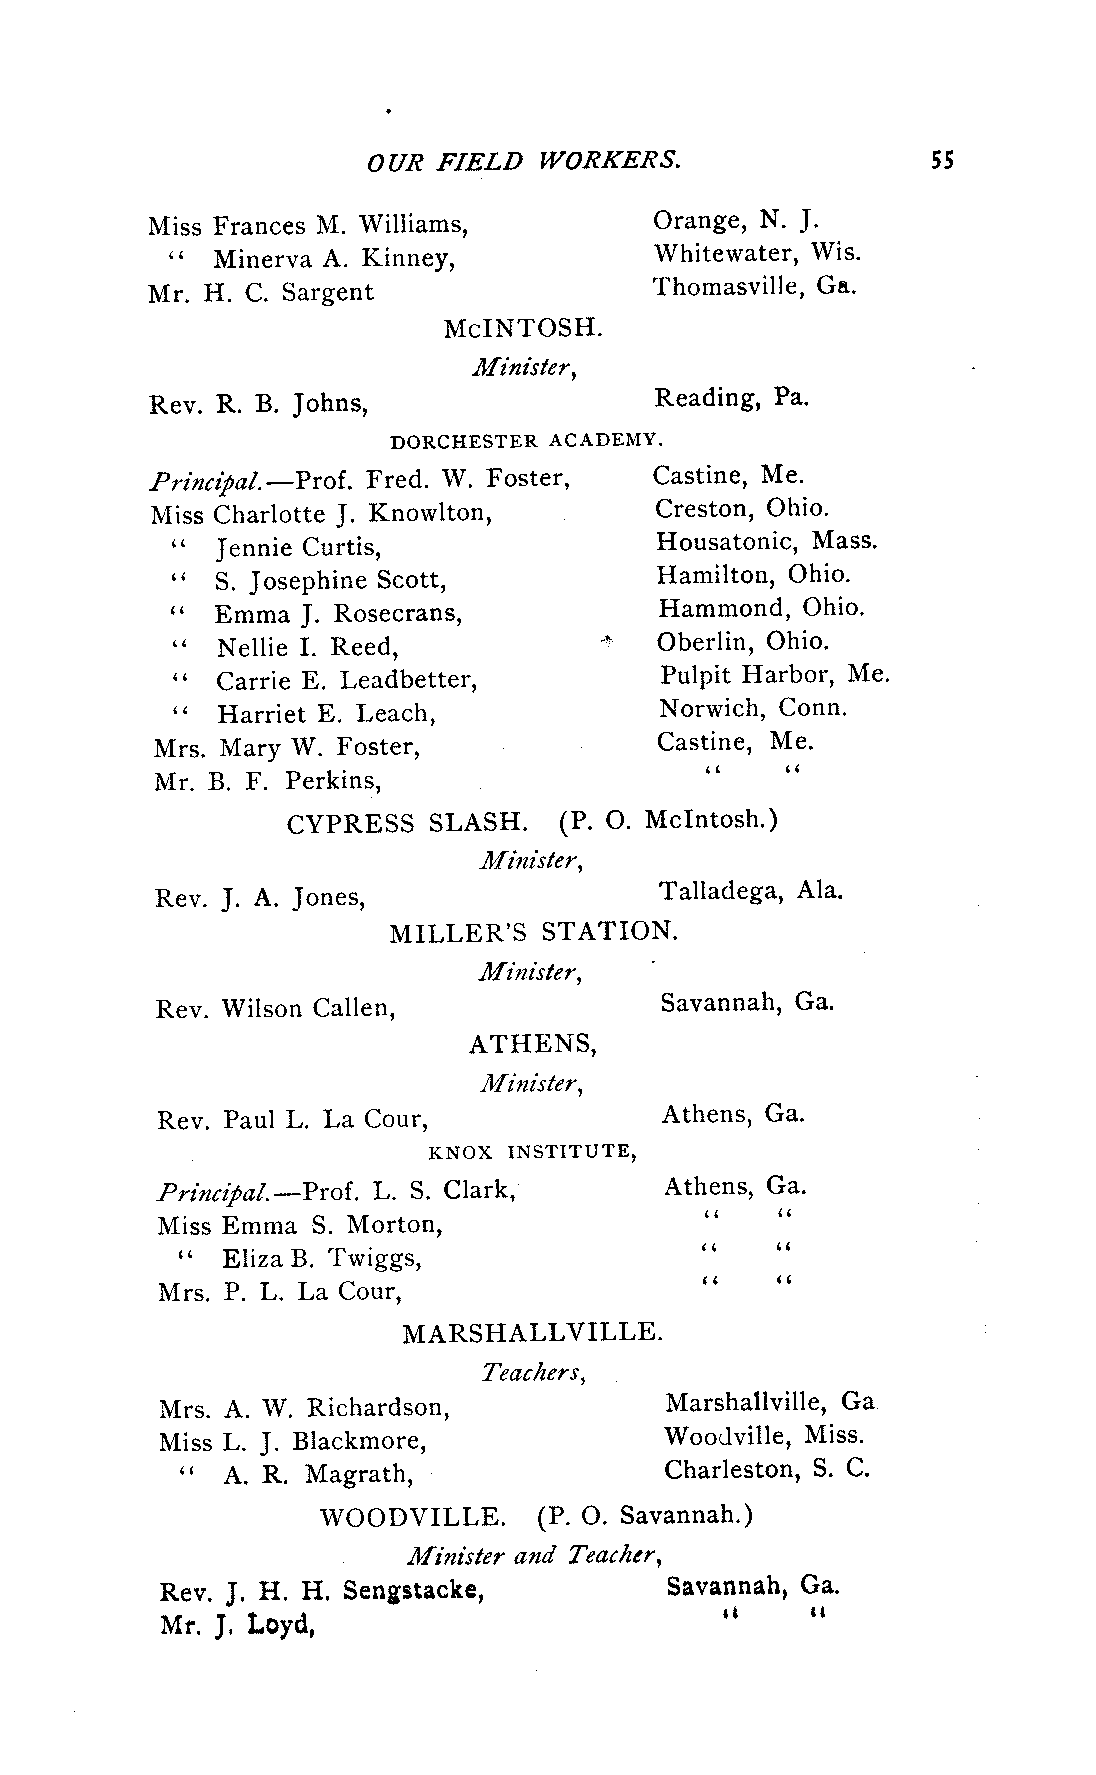 OUR FIELD WORKERS. 55
Miss Frances M. Williams, Orange, N. J.
“ Minerva A. Kinney, Whitewater, Wis.
Mr. H. C. Sargent Thomasville, Ga.
McINTOSH.
Minister,
Rev. R. B. Johns, Reading, Pa.
DORCHESTER ACADEMY.
Principal.—Prof. Fred. W. Foster, Castine, Me.
Miss Charlotte J. Knowlton, Creston, Ohio.
“ Jennie Curtis, Housatonic, Mass.
“ S. Josephine Scott, Hamilton, Ohio.
“ Emma J. Rosecrans, Hammond, Ohio.
“ Nellie I. Reed, Oberlin, Ohio.
“ Carrie E. Leadbetter, Pulpit Harbor, Me.
“ Harriet E. Leach, Norwich, Conn.
Mrs. Mary W. Foster, Castine, Me.
Mr. B. F. Perkins, “ “
CYPRESS SLASH. (P. O. McIntosh.)
Minister,
Rev. J. A. Jones, Talladega, Ala.
MILLER'S STATION.
Minister,
Rev. Wilson Callen, Savannah, Ga.
ATHENS,
Minister,
Rev. Paul L. La Cour, Athens, Ga.
KNOX INSTITUTE,
Principal.—Prof. L. S. Clark, Athens, Ga.
Miss Emma S. Morton, “ “
“ Eliza B. Twiggs, “ “
Mrs. P. L. La Cour, “ “
MARSHALLVILLE.
Teachers,
Mrs. A. W. Richardson, Marshallville, Ga
Miss L. J. Blackmore, Woodville, Miss.
“ A. R. Magrath, Charleston, S. C.
WOODVILLE. (P. O. Savannah.)
Minister and Teacher,
Rev. J. H. H. Sengstacke, Savannah, Ga.
Mr. J. Loyd, “ “